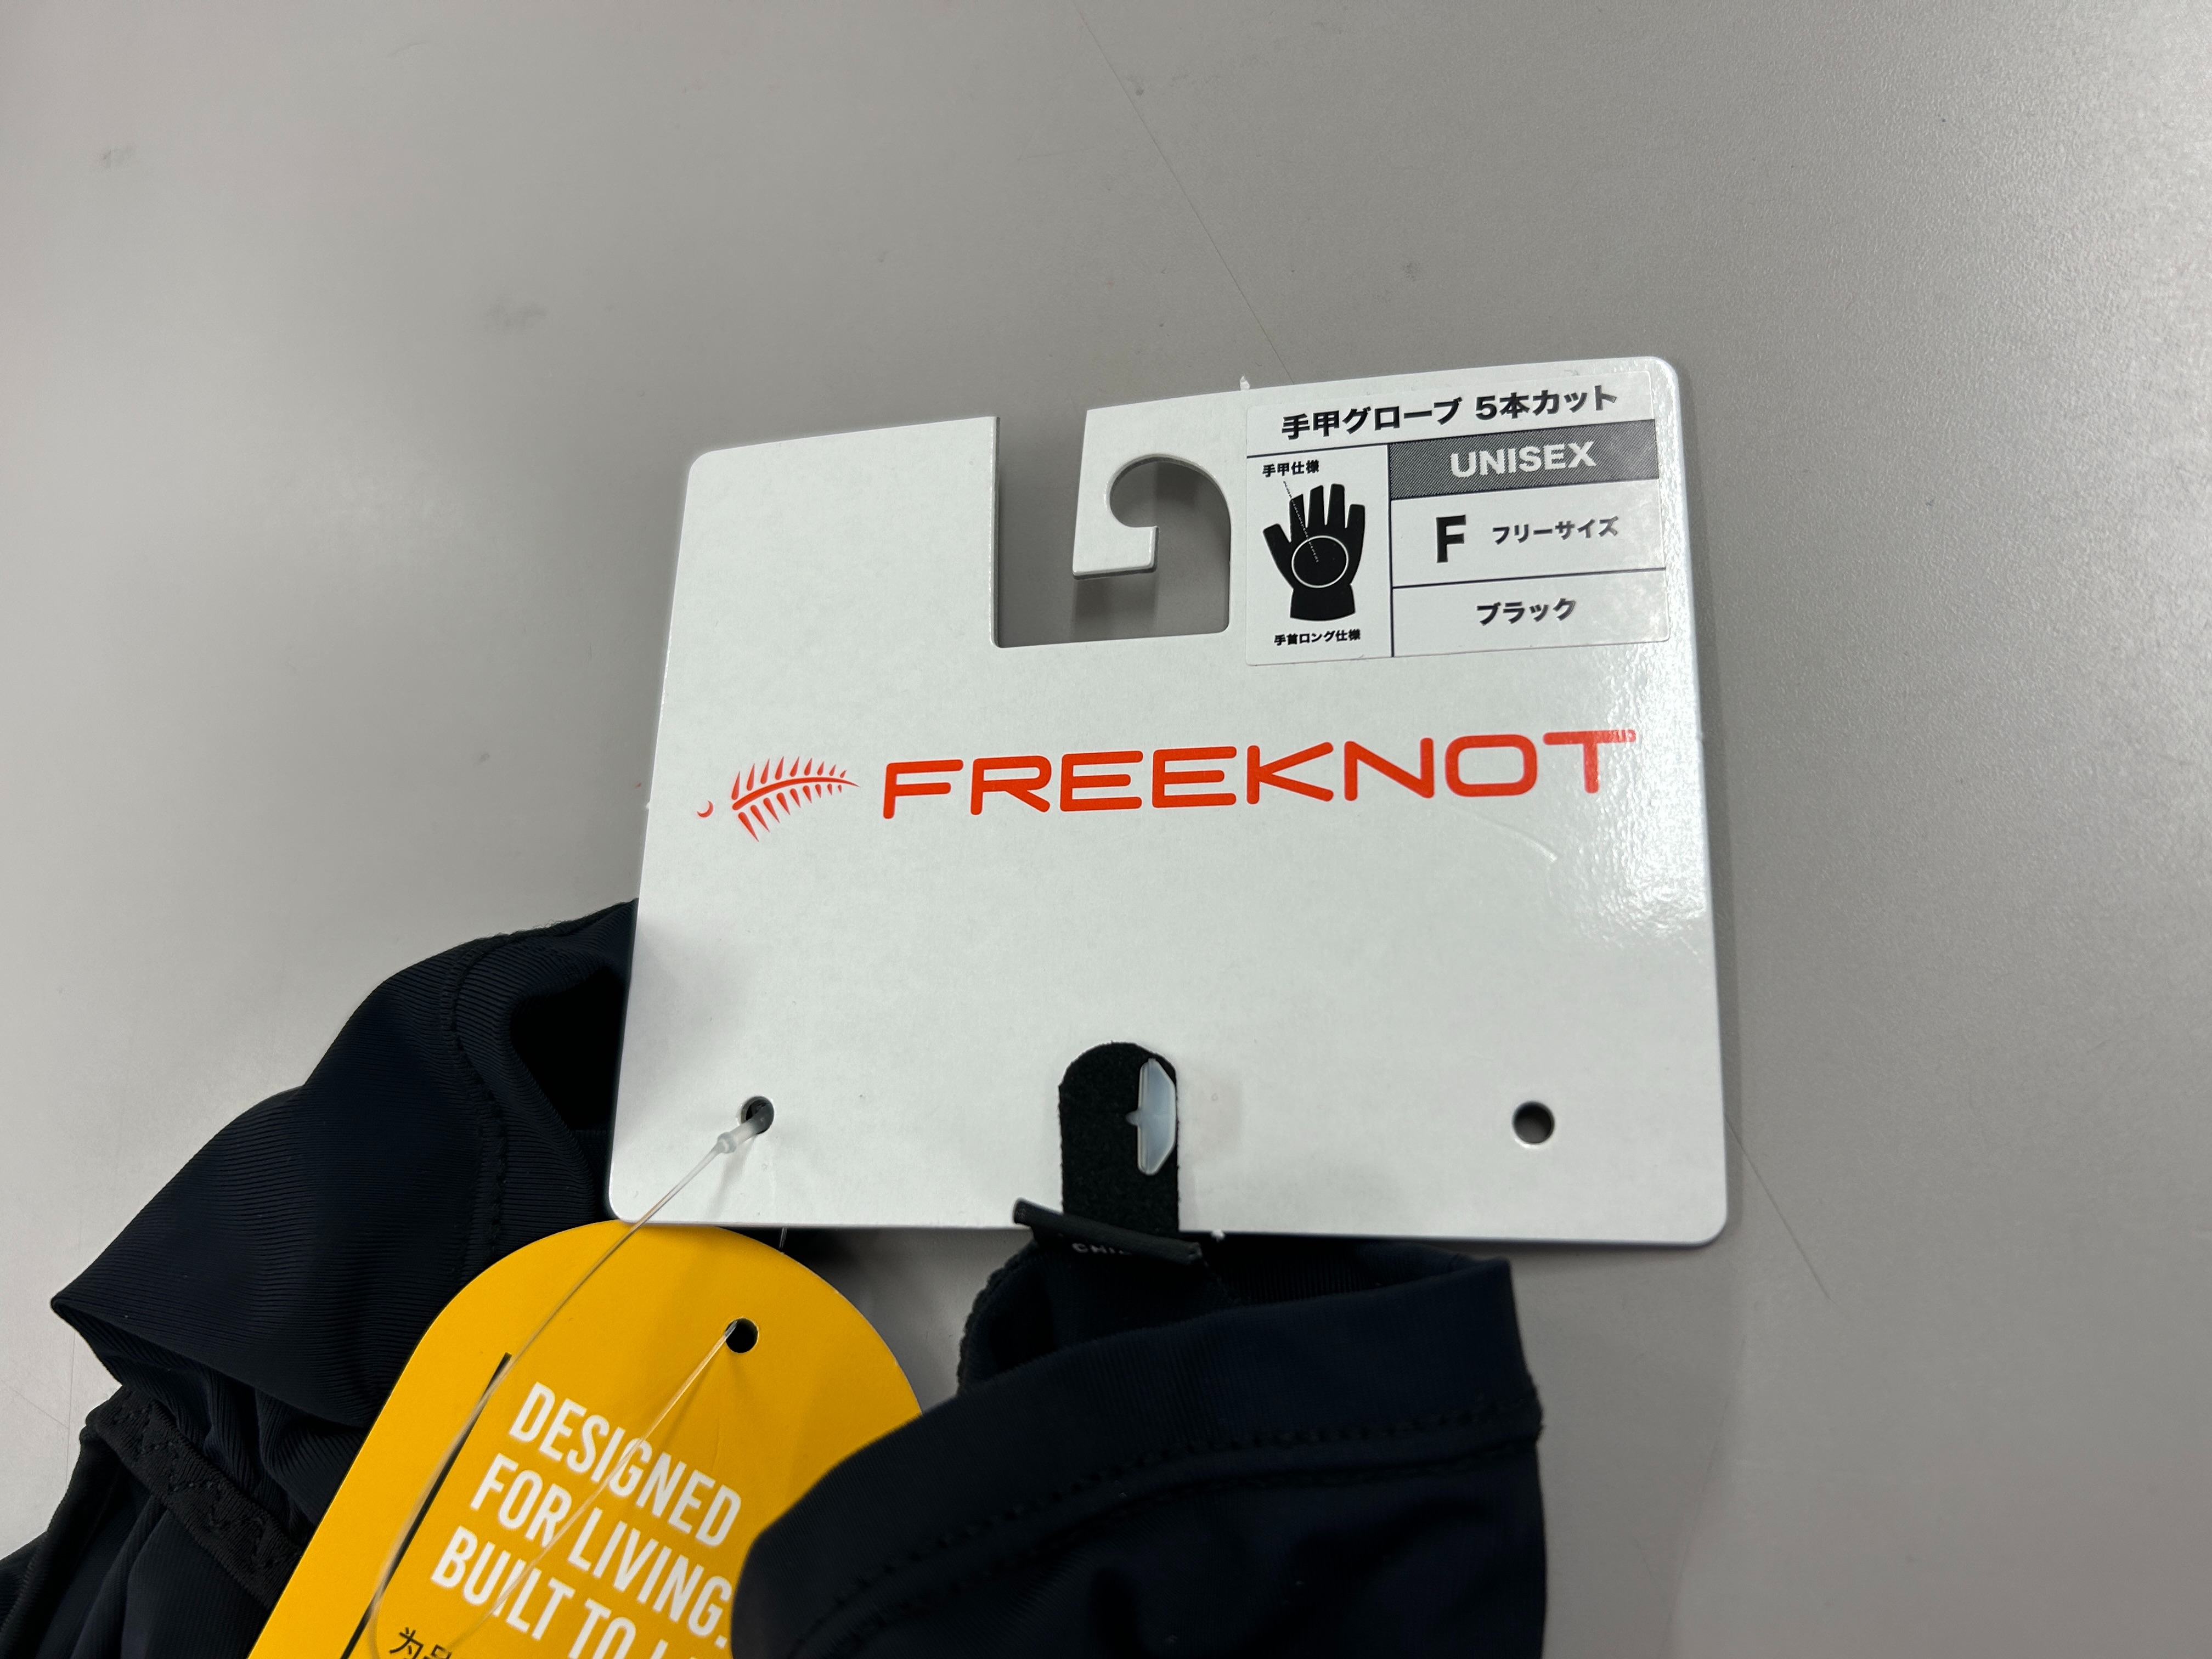 手甲グローブ 5本カット
UNISEX
手甲仕様
F フリーサイズ
ブラック
手首ロング仕様
FREEKNOT
DESIGNED
FOR LIVING.
BUILT TO
为